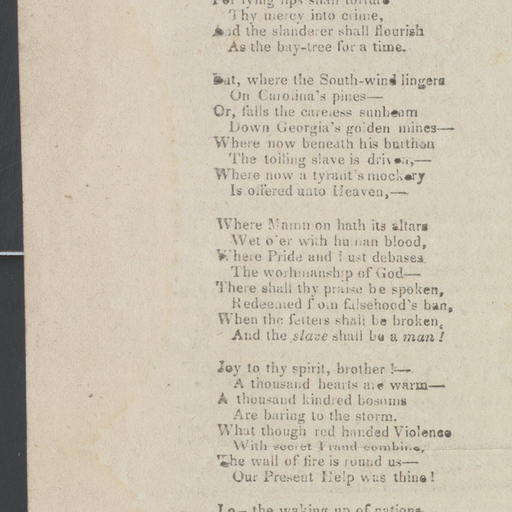 For lying lips shall torture
Thy mercy into crime,
And the slanderer shall flourish
As the bay-tree for a time.
But, where the South-wind lingers
On Carolina's pines—
Or, falls the careless sunbeam
Down Georgia's golden mines—
Where now beneath his burthen
The toiling slave is driven,—
Where now a tyrant's mockery
Is offered unto Heaven,—
Where Mammon hath its altars
Wet o'er with human blood,
Where Pride and Lust debases
The workmanship of God—
There shall thy praise be spoken,
Redeemed from falsehood's ban,
When the fetters shall be broken,
And the slave shall be a man!
Joy to thy spirit, brother!—
A thousand hearts are warm—
A thousand kindred bosoms
Are baring to the storm.
What though red handed Violence
With secret Fraud combine,
The wall of fire is round us—
Our Present Help was thine!
Lo— the waking up of nations